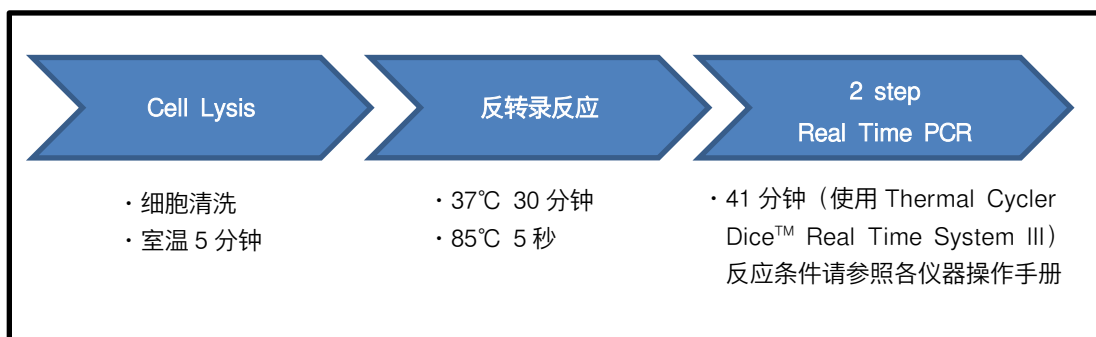 Cell Lysis
反转录反应
2 step
Real Time PCR
・细胞清洗
・室温 5 分钟
・37℃ 30 分钟
・85℃ 5 秒
・41 分钟（使用 Thermal Cycler
Dice™ Real Time System III）
反应条件请参照各仪器操作手册